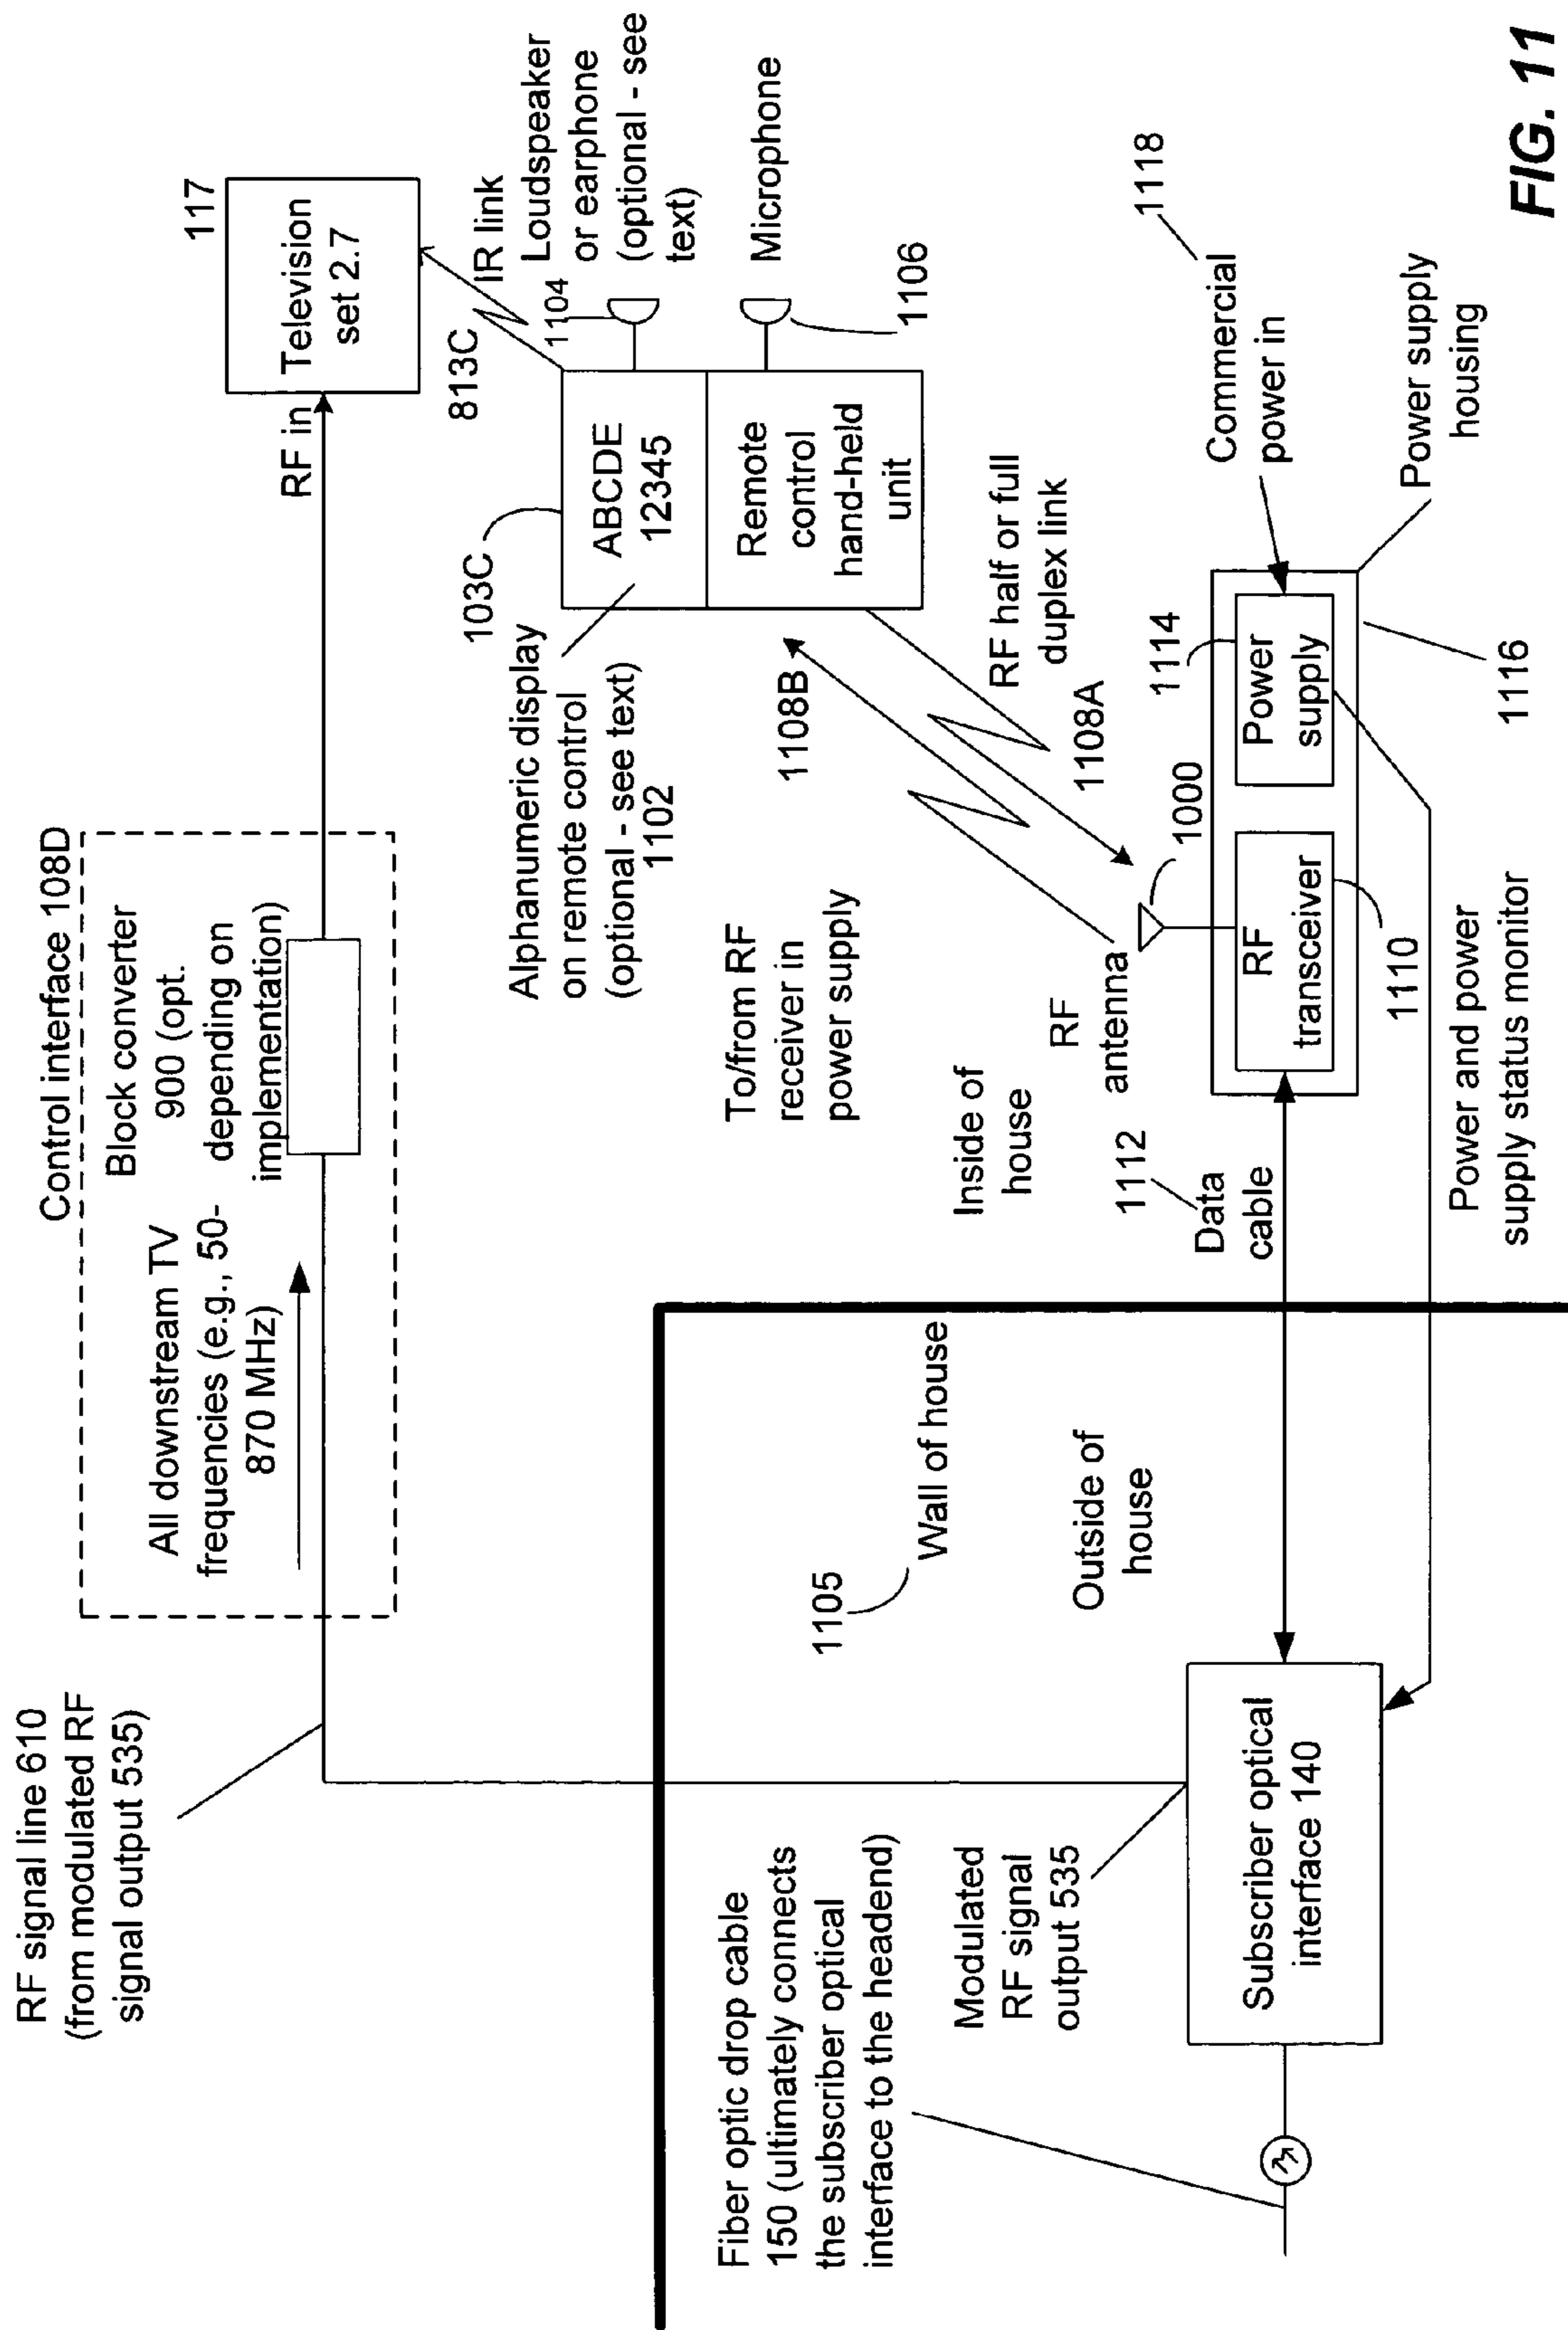 RF signal line 610
(from modulated RF
signal output 535)
Control interface 108D
All downstream TV
frequencies (e.g., 50-
870 MHz)
Block converter
900 (opt.
depending on
implementation)
RF in
117
Television
set 2.7
813C
IR link
1104
Loudspeaker
or earphone
(optional - see
text)
103C
ABCDE
12345
Remote
control
hand-held
unit
Microphone
1106
Alphanumeric display
on remote control
(optional - see text)
1102
1108B
RF half or full
duplex link
1108A
To/from RF
receiver in
power supply
Inside of
house
RF
antenna
1000
1105
Wall of house
Outside of
house
Fiber optic drop cable
150 (ultimately connects
the subscriber optical
interface to the headend)
Modulated
RF signal
output 535
Subscriber optical
interface 140
1112
Data
cable
RF
transceiver
1110
1114
Power
supply
1116
Commercial
power in
1118
Power supply
housing
Power and power
supply status monitor
FIG. 11